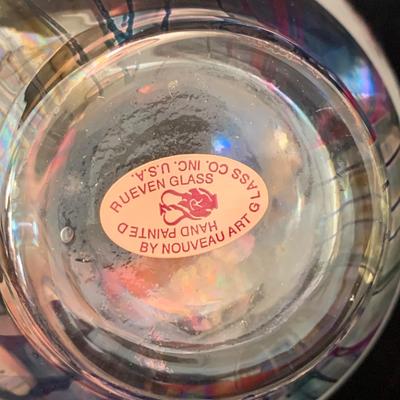 RUEVEN GLASS
HAND PAINTED
BY NOUVEAU ART GLASS CO. INC. U.S.A.